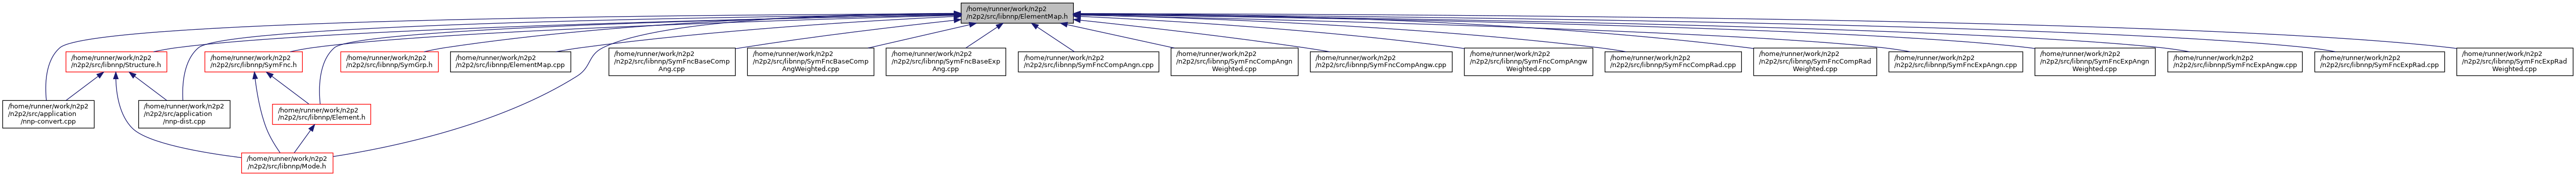 /home/runner/work/n2p2
/n2p2/src/libnnp/ElementMap.h
/home/runner/work/n2p2
/n2p2/src/libnnp/Structure.h
/home/runner/work/n2p2
/n2p2/src/libnnp/SymFnc.h
/home/runner/work/n2p2
/n2p2/src/libnnp/SymGrp.h
/home/runner/work/n2p2
/n2p2/src/libnnp/ElementMap.cpp
/home/runner/work/n2p2
/n2p2/src/libnnp/SymFncBaseComp
Ang.cpp
/home/runner/work/n2p2
/n2p2/src/libnnp/SymFncBaseComp
AngWeighted.cpp
/home/runner/work/n2p2
/n2p2/src/libnnp/SymFncBaseExp
Ang.cpp
/home/runner/work/n2p2
/n2p2/src/libnnp/SymFncCompAngn.cpp
/home/runner/work/n2p2
/n2p2/src/libnnp/SymFncCompAngn
Weighted.cpp
/home/runner/work/n2p2
/n2p2/src/libnnp/SymFncCompAngw.cpp
/home/runner/work/n2p2
/n2p2/src/libnnp/SymFncCompAngw
Weighted.cpp
/home/runner/work/n2p2
/n2p2/src/libnnp/SymFncCompRad.cpp
/home/runner/work/n2p2
/n2p2/src/libnnp/SymFncCompRad
Weighted.cpp
/home/runner/work/n2p2
/n2p2/src/libnnp/SymFncExpAngn.cpp
/home/runner/work/n2p2
/n2p2/src/libnnp/SymFncExpAngn
Weighted.cpp
/home/runner/work/n2p2
/n2p2/src/libnnp/SymFncExpAngw.cpp
/home/runner/work/n2p2
/n2p2/src/libnnp/SymFncExpRad.cpp
/home/runner/work/n2p2
/n2p2/src/libnnp/SymFncExpRad
Weighted.cpp
/home/runner/work/n2p2
/n2p2/src/application
/nnp-convert.cpp
/home/runner/work/n2p2
/n2p2/src/application
/nnp-dist.cpp
/home/runner/work/n2p2
/n2p2/src/libnnp/Element.h
/home/runner/work/n2p2
/n2p2/src/libnnp/Mode.h